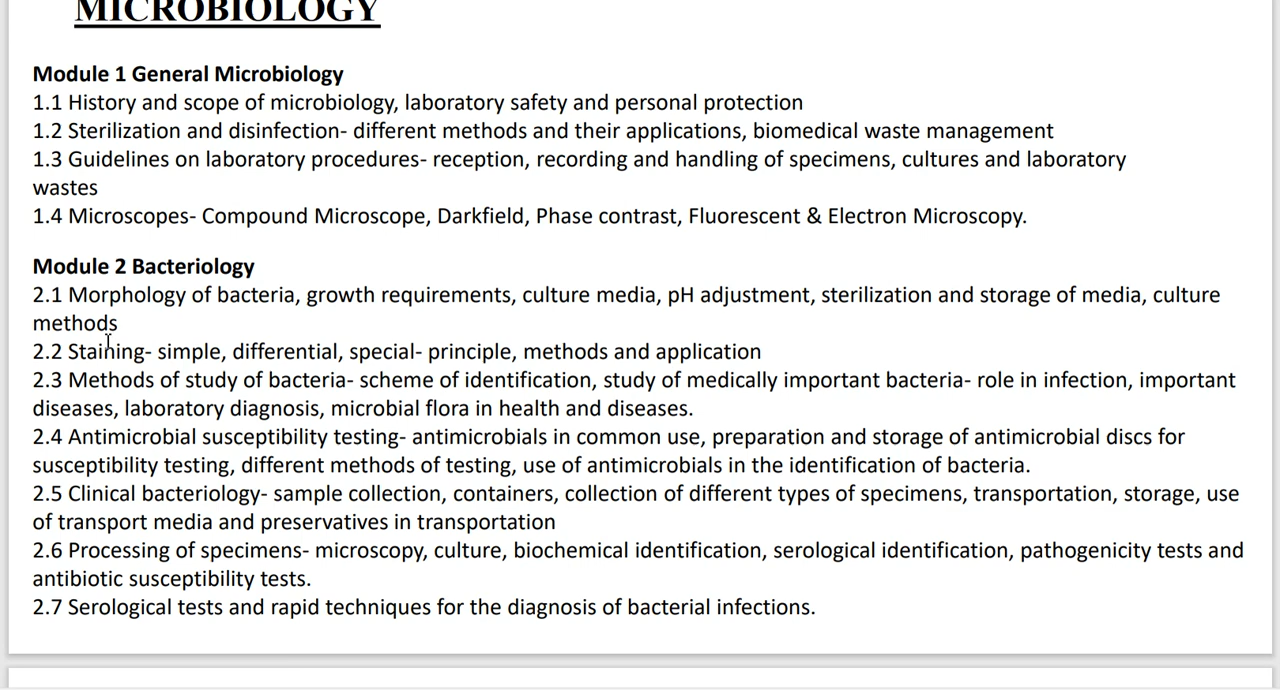 MICROBIOLOGY
Module 1 General Microbiology
1.1 History and scope of microbiology, laboratory safety and personal protection
1.2 Sterilization and disinfection- different methods and their applications, biomedical waste management
1.3 Guidelines on laboratory procedures- reception, recording and handling of specimens, cultures and laboratory
wastes
1.4 Microscopes- Compound Microscope, Darkfield, Phase contrast, Fluorescent & Electron Microscopy.
Module 2 Bacteriology
2.1 Morphology of bacteria, growth requirements, culture media, pH adjustment, sterilization and storage of media, culture
methods
2.2 Staining- simple, differential, special- principle, methods and application
2.3 Methods of study of bacteria- scheme of identification, study of medically important bacteria- role in infection, important
diseases, laboratory diagnosis, microbial flora in health and diseases.
2.4 Antimicrobial susceptibility testing- antimicrobials in common use, preparation and storage of antimicrobial discs for
susceptibility testing, different methods of testing, use of antimicrobials in the identification of bacteria.
2.5 Clinical bacteriology- sample collection, containers, collection of different types of specimens, transportation, storage, use
of transport media and preservatives in transportation
2.6 Processing of specimens- microscopy, culture, biochemical identification, serological identification, pathogenicity tests and
antibiotic susceptibility tests.
2.7 Serological tests and rapid techniques for the diagnosis of bacterial infections.